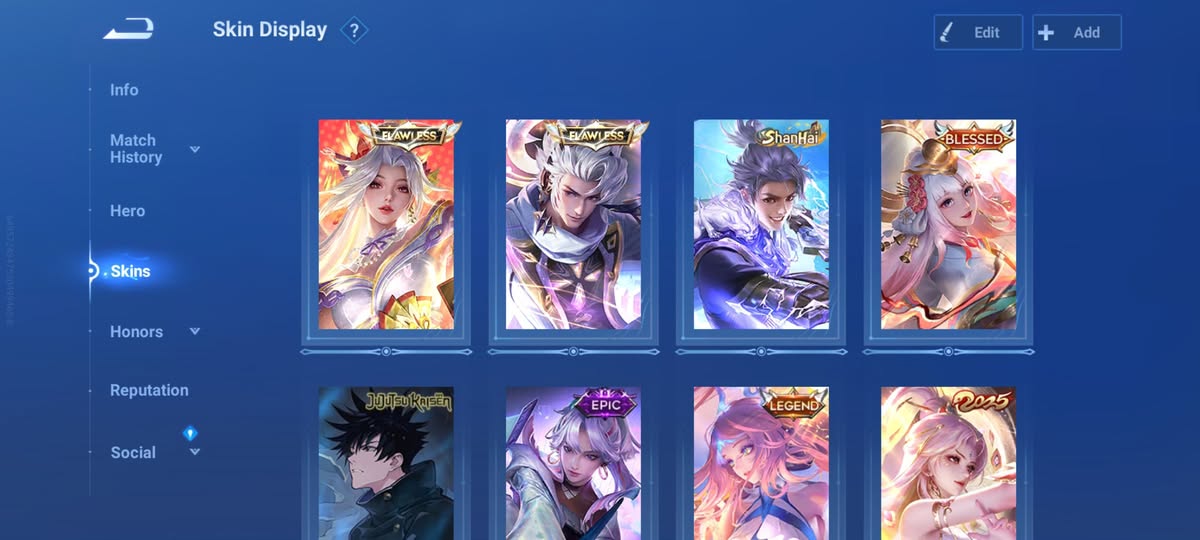 Skin Display
?
Edit
Add
Info
Match
History
Hero
Skins
Honors
Reputation
Social
FLAWLESS
FLAWLESS
ShanHai
BLESSED
JUJUTSU KAISEN
EPIC
LEGEND
2025